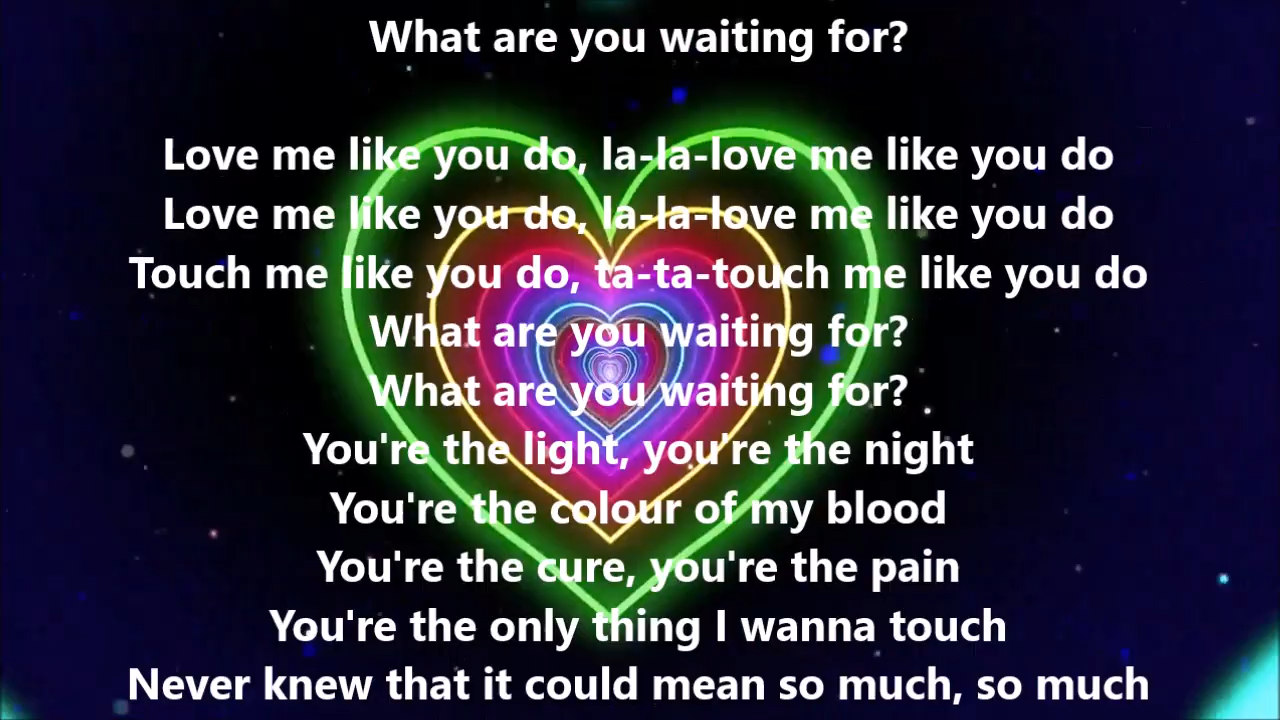 What are you waiting for?
Love me like you do, la-la-love me like you do
Love me like you do, la-la-love me like you do
Touch me like you do, ta-ta-touch me like you do
What are you waiting for?
What are you waiting for?
You're the light, you're the night
You're the colour of my blood
You're the cure, you're the pain
You're the only thing I wanna touch
Never knew that it could mean so much, so much